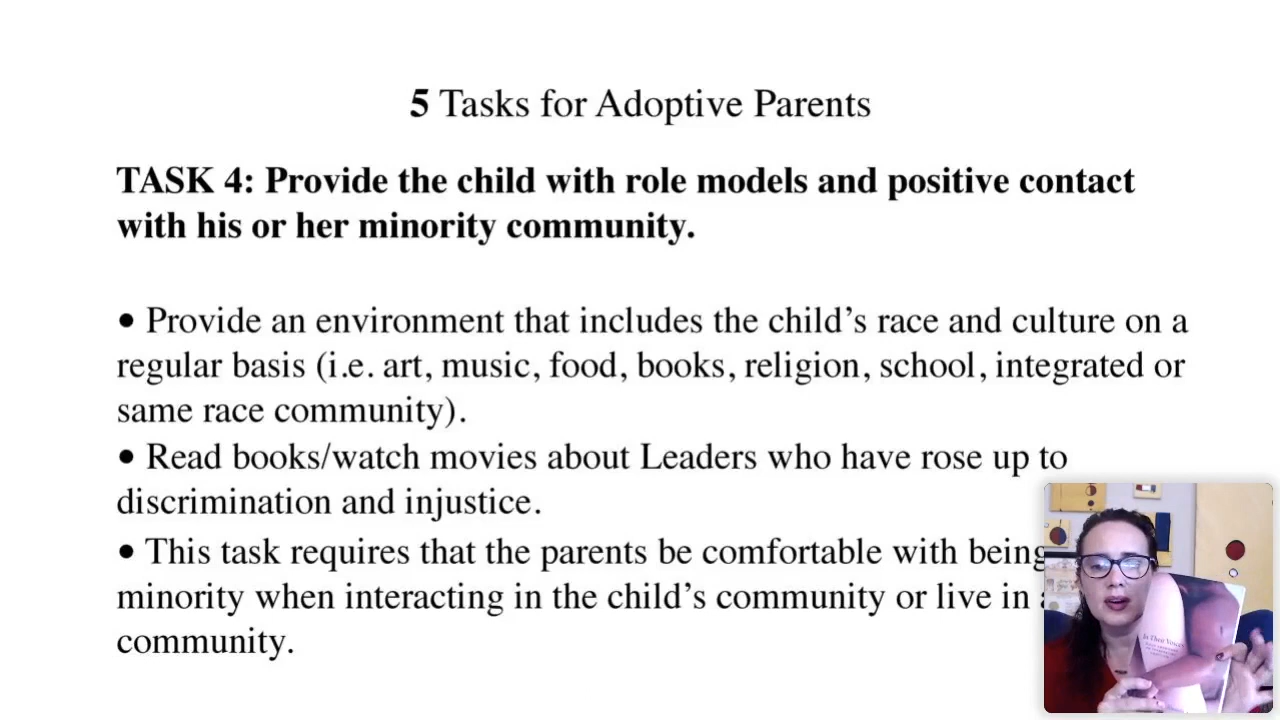 5 Tasks for Adoptive Parents
TASK 4: Provide the child with role models and positive contact
with his or her minority community.
• Provide an environment that includes the child’s race and culture on a
regular basis (i.e. art, music, food, books, religion, school, integrated or
same race community).
• Read books/watch movies about Leaders who have rose up to
discrimination and injustice.
• This task requires that the parents be comfortable with being
minority when interacting in the child’s community or live in
community.
In Their Voices